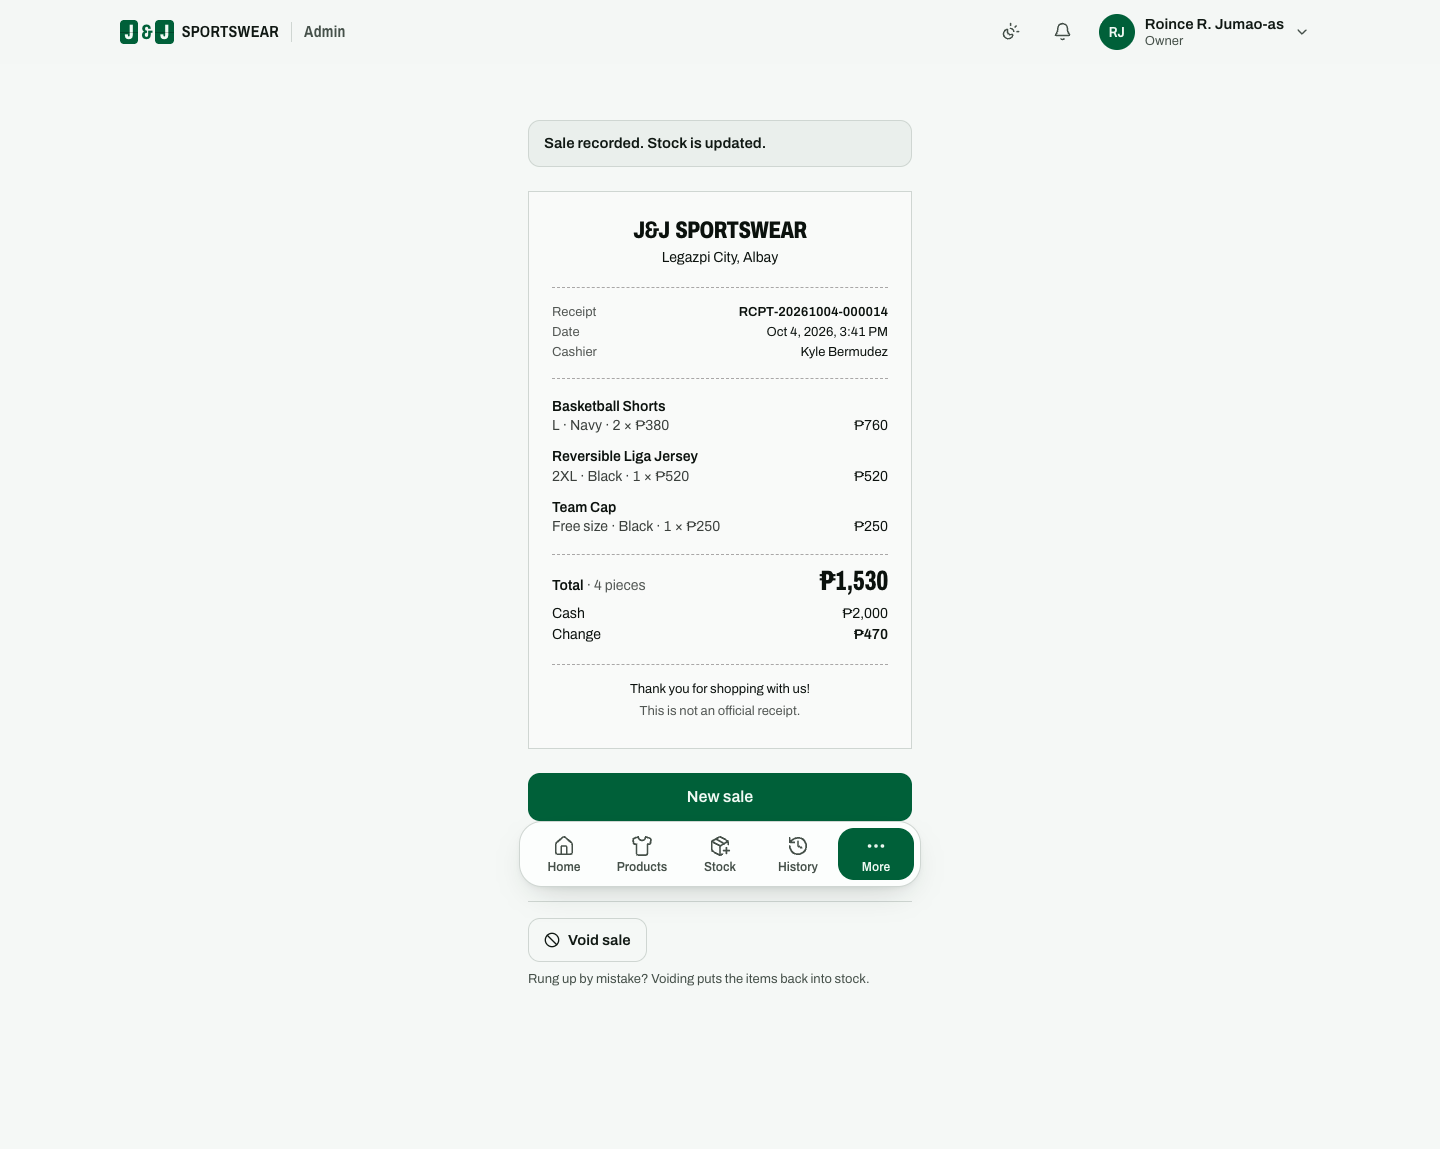 J&J SPORTSWEAR Admin
RJ Roince R. Jumao-as
Owner
Sale recorded. Stock is updated.
J&J SPORTSWEAR
Legazpi City, Albay
Receipt RCPT-20261004-000014
Date Oct 4, 2026, 3:41 PM
Cashier Kyle Bermudez
Basketball Shorts
L · Navy · 2 × ₱380 ₱760
Reversible Liga Jersey
2XL · Black · 1 × ₱520 ₱520
Team Cap
Free size · Black · 1 × ₱250 ₱250
Total · 4 pieces ₱1,530
Cash ₱2,000
Change ₱470
Thank you for shopping with us!
This is not an official receipt.
New sale
Home Products Stock History More
Void sale
Rung up by mistake? Voiding puts the items back into stock.